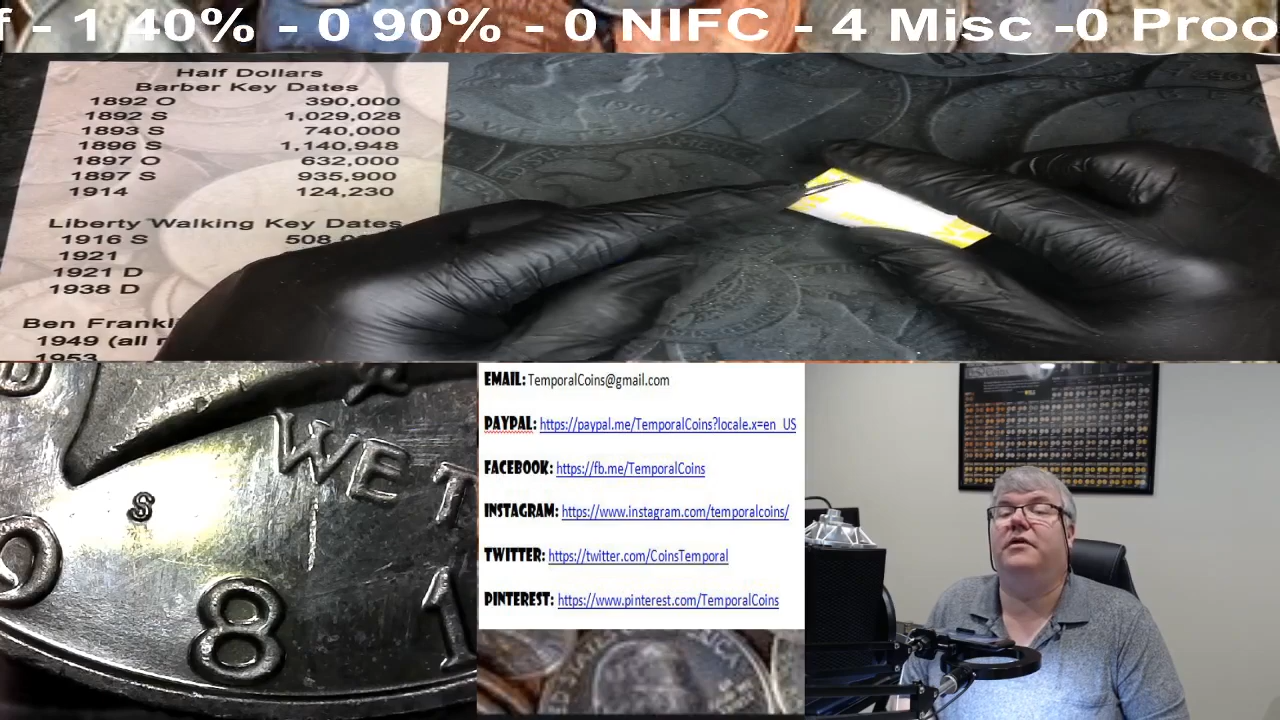 - 1 40% - 0 90% - 0 NIFC - 4 Misc -0 Proo
Half Dollars
Barber Key Dates
1892 O 390,000
1892 S 1,029,028
1893 S 740,000
1896 S 1,140,948
1897 O 632,000
1897 S 935,900
1914 124,230
Liberty Walking Key Dates
1916 S
1921
1921 D
1938 D
Ben Frankl
1949 (all
1953
WE T
S
9 8 1
EMAIL: TemporalCoins@gmail.com
PAYPAL: https://paypal.me/TemporalCoins?locale.x=en_US
FACEBOOK: https://fb.me/TemporalCoins
INSTAGRAM: https://www.instagram.com/temporalcoins/
TWITTER: https://twitter.com/CoinsTemporal
PINTEREST: https://www.pinterest.com/TemporalCoins